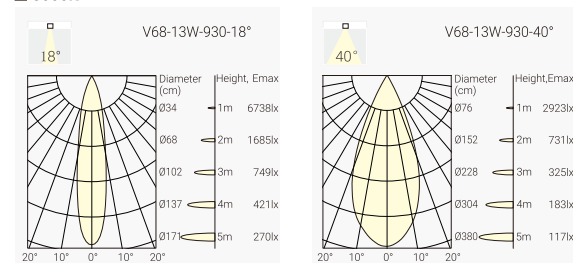 V68-13W-930-18°
18°
Diameter (cm) Height, Emax
Ø34 1m 6738lx
Ø68 2m 1685lx
Ø102 3m 749lx
Ø137 4m 421lx
Ø171 5m 270lx
20° 10° 0° 10° 20°
V68-13W-930-40°
40°
Diameter (cm) Height,Emax
Ø76 1m 2923lx
Ø152 2m 731lx
Ø228 3m 325lx
Ø304 4m 183lx
Ø380 5m 117lx
20° 10° 0° 10° 20°